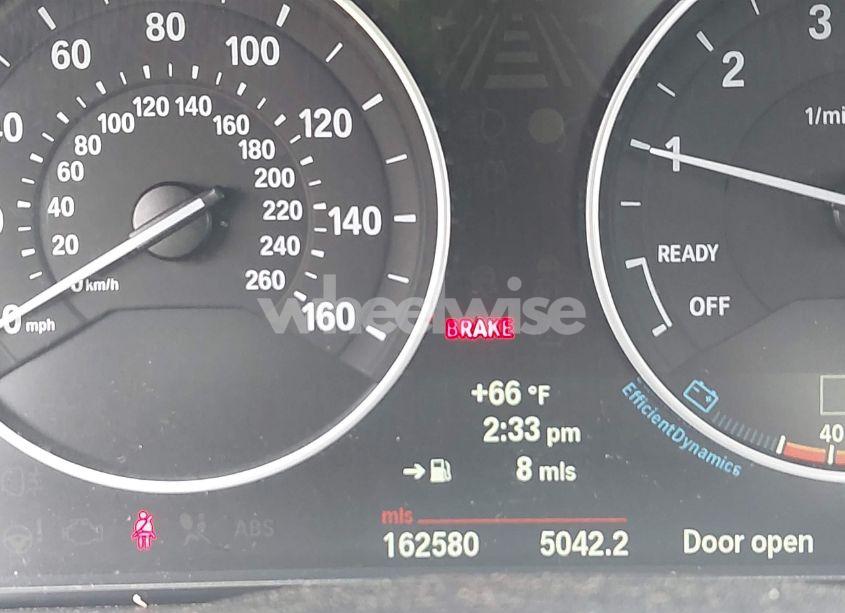 60
80
100
120
140
160
0 mph
20
40
60
80
100
120
140
160
180
200
220
240
260
km/h
wheelwise
BRAKE
+66 °F
2:33 pm
8 mls
mls
162580
5042.2
Door open
ABS
1
2
3
READY
OFF
EfficientDynamics
40